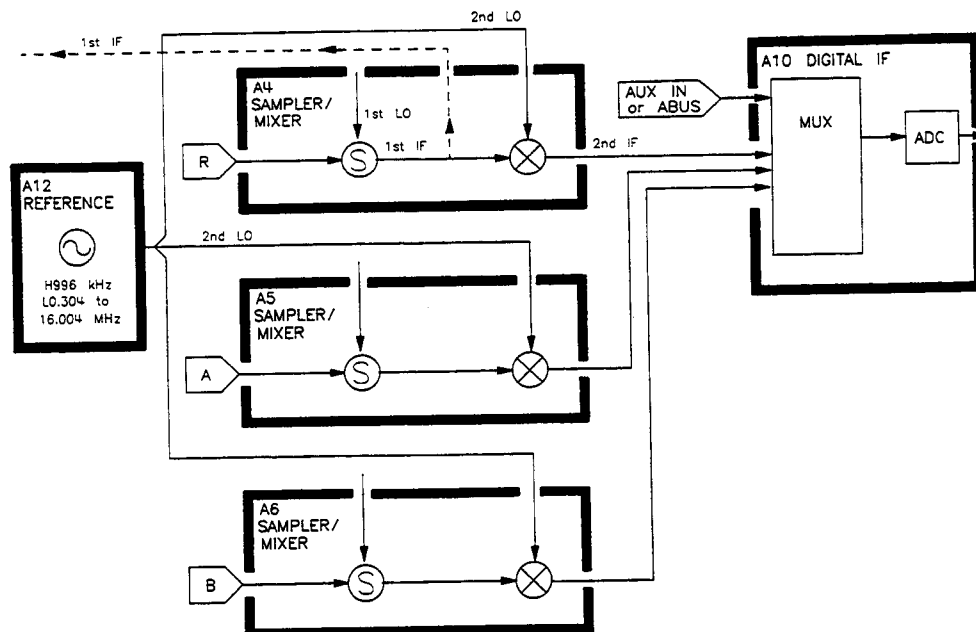 2nd LO
1st IF
A4
SAMPLER/
MIXER
1st LO
R
S
1st IF
2nd IF
AUX IN
or ABUS
A10 DIGITAL IF
MUX
ADC
A12
REFERENCE
H996 kHz
L0.304 to
16.004 MHz
2nd LO
A5
SAMPLER/
MIXER
A
S
A6
SAMPLER/
MIXER
B
S